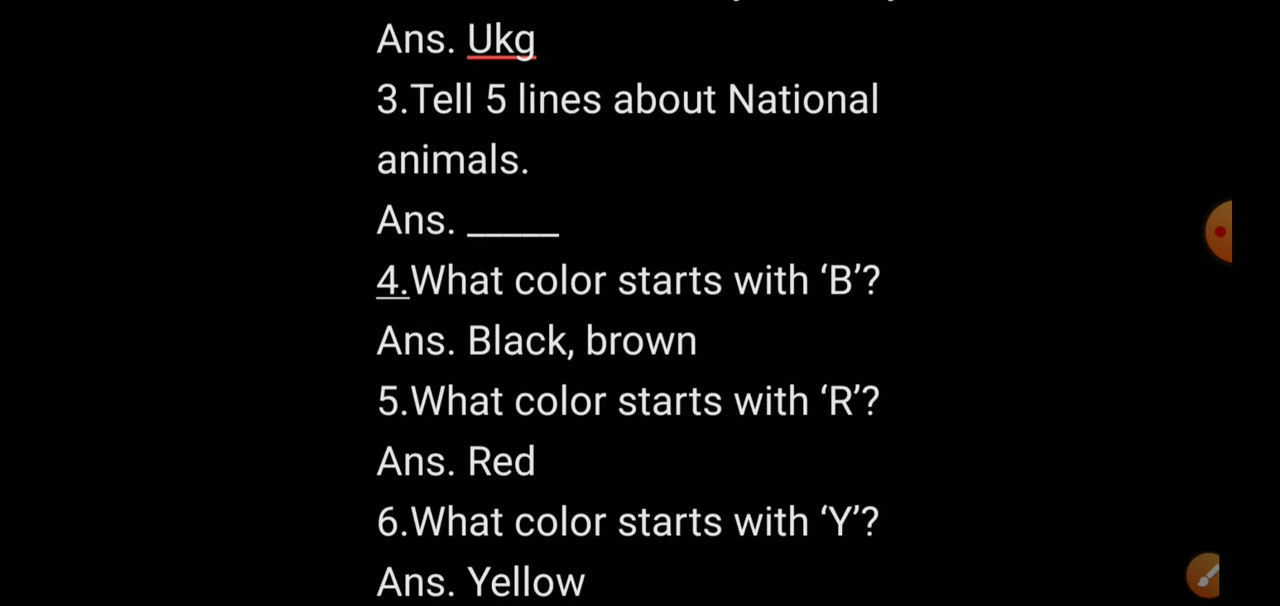 Ans. Ukg
3.Tell 5 lines about National
animals.
Ans. _____
4.What color starts with ‘B’?
Ans. Black, brown
5.What color starts with ‘R’?
Ans. Red
6.What color starts with ‘Y’?
Ans. Yellow